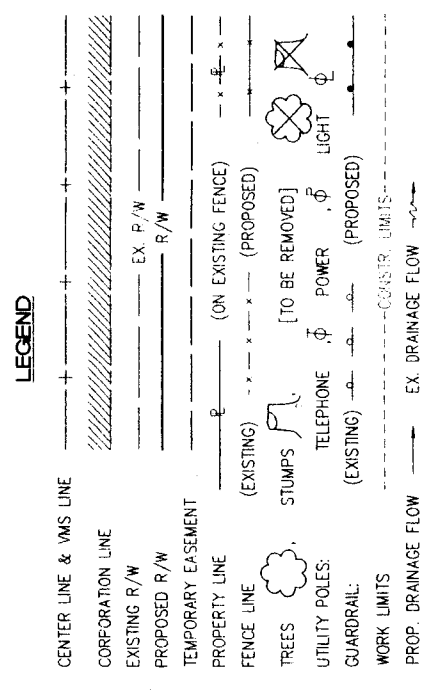 LEGEND
CENTER LINE & VMS LINE
CORPORATION LINE
EXISTING R/W EX. R/W
PROPOSED R/W R/W
TEMPORARY EASEMENT
PROPERTY LINE (ON EXISTING FENCE)
FENCE LINE (EXISTING) (PROPOSED)
TREES , STUMPS [TO BE REMOVED]
UTILITY POLES: TELEPHONE , POWER , LIGHT
GUARDRAIL: (EXISTING) (PROPOSED)
WORK LIMITS CONSTR. LIMITS
PROP. DRAINAGE FLOW EX. DRAINAGE FLOW